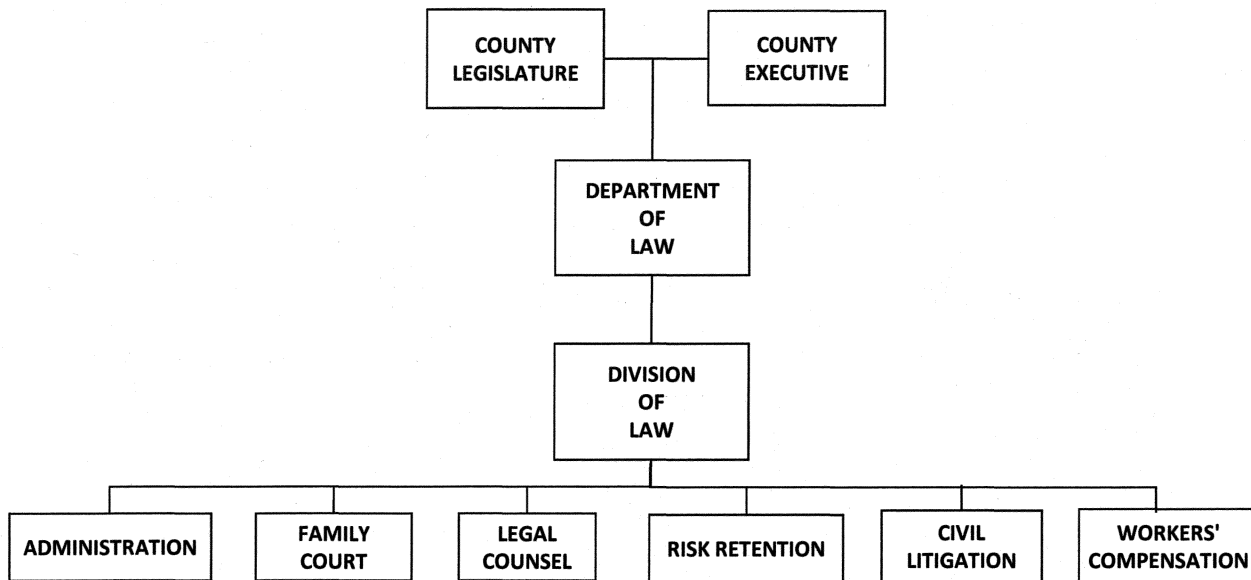 COUNTY
LEGISLATURE
COUNTY
EXECUTIVE
DEPARTMENT
OF
LAW
DIVISION
OF
LAW
ADMINISTRATION
FAMILY
COURT
LEGAL
COUNSEL
RISK RETENTION
CIVIL
LITIGATION
WORKERS'
COMPENSATION